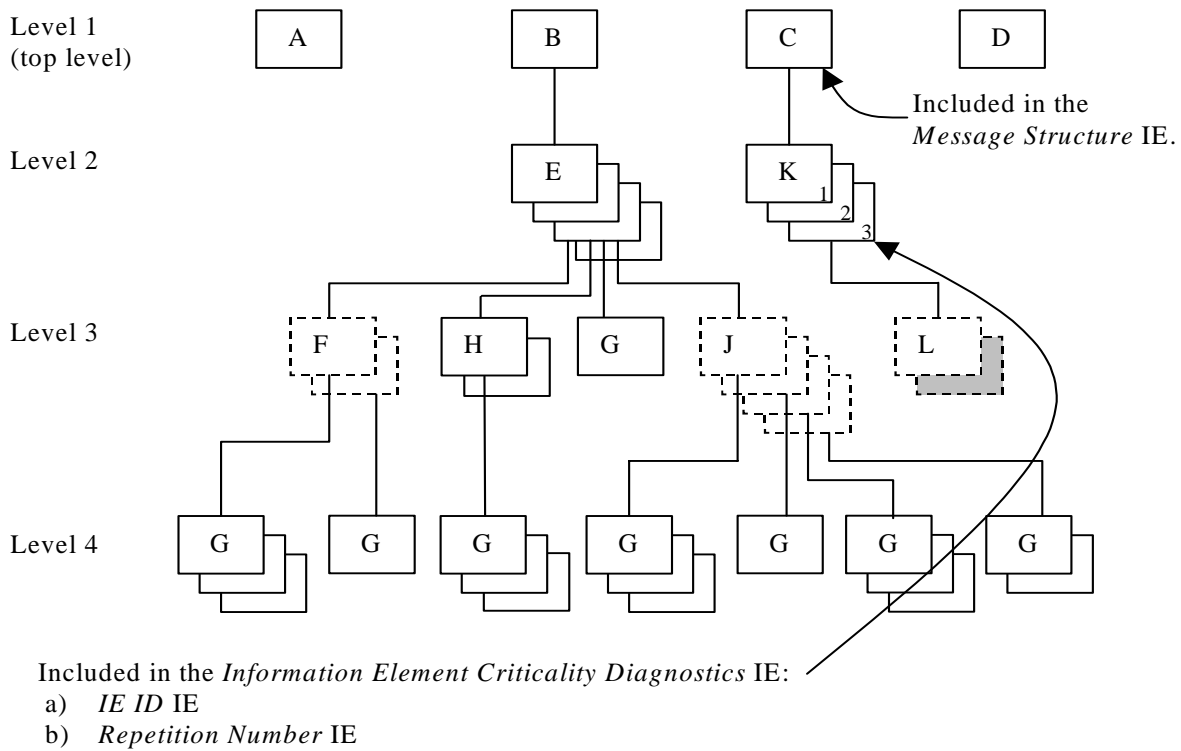 Level 1
(top level)
A
B
C
D
Included in the
Message Structure IE.
Level 2
E
K
1
2
3
Level 3
F
H
G
J
L
Level 4
G
G
G
G
G
G
G
Included in the Information Element Criticality Diagnostics IE:
a) IE ID IE
b) Repetition Number IE